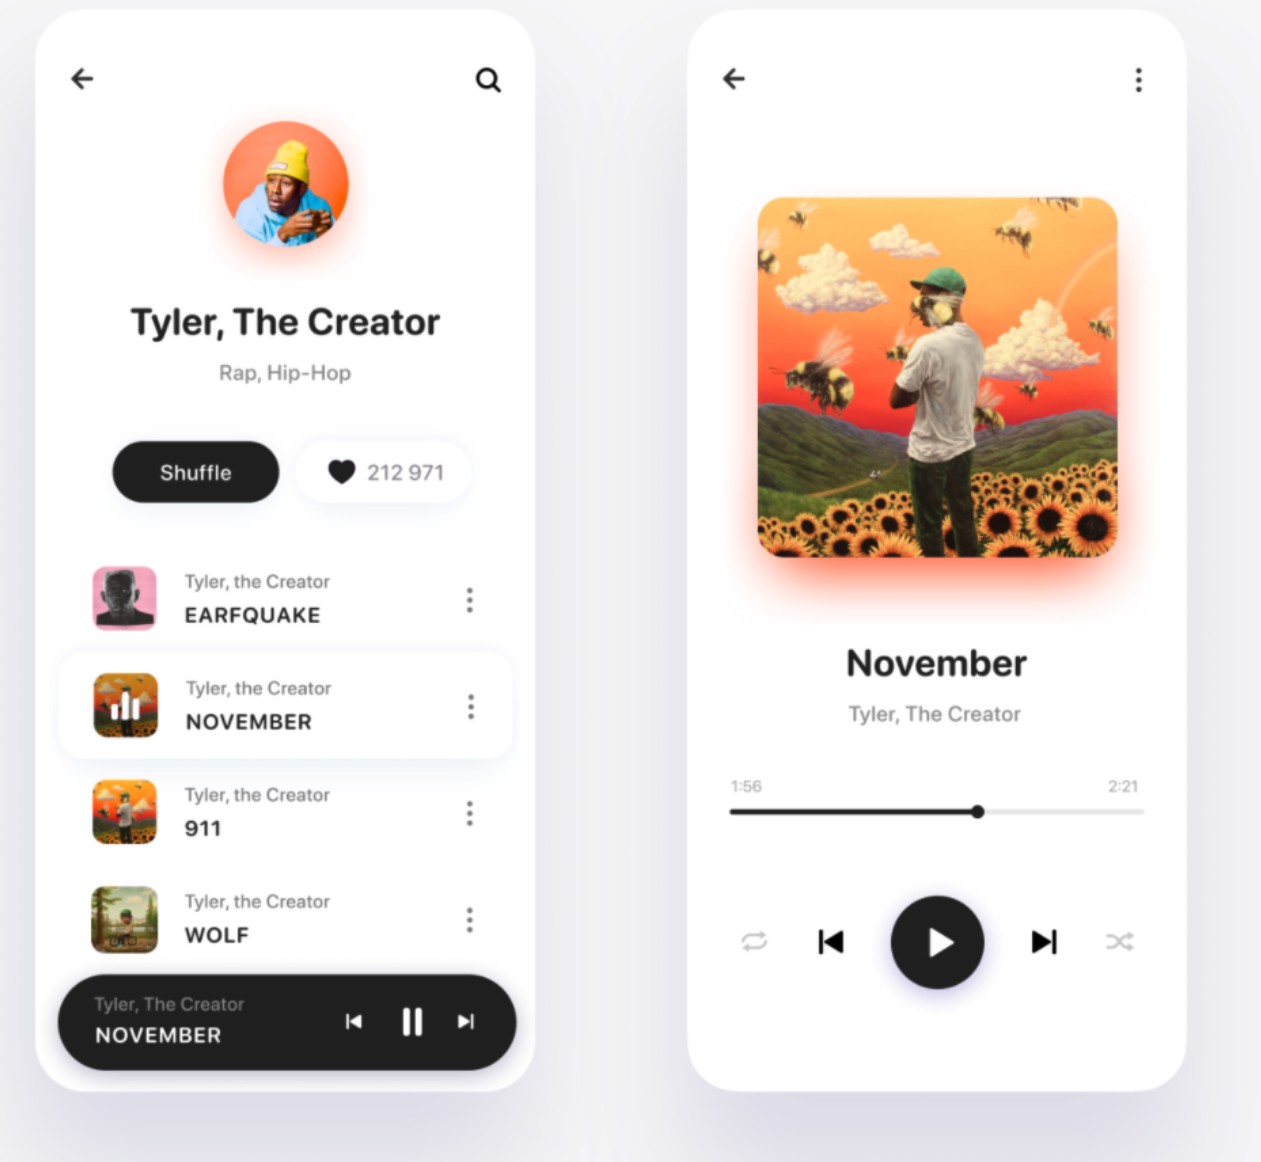 Tyler, The Creator
Rap, Hip-Hop
Shuffle
212 971
Tyler, the Creator
EARFQUAKE
Tyler, the Creator
NOVEMBER
Tyler, the Creator
911
Tyler, the Creator
WOLF
Tyler, The Creator
NOVEMBER
November
Tyler, The Creator
1:56
2:21